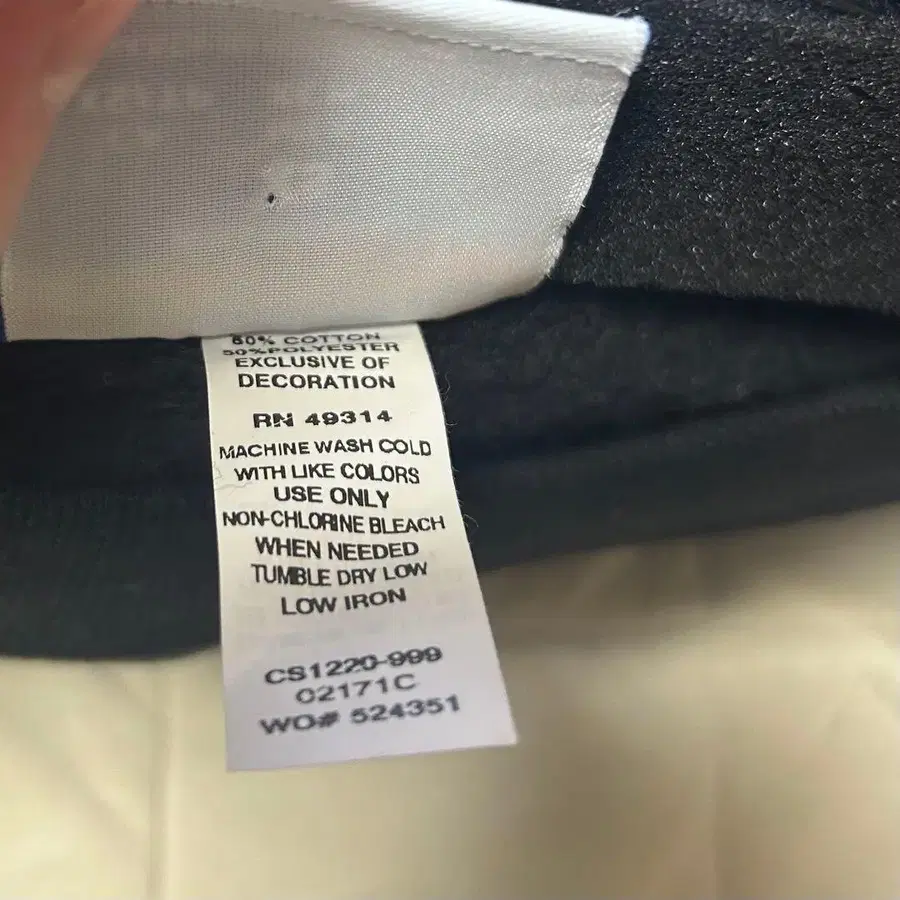 50% COTTON
50%POLYESTER
EXCLUSIVE OF
DECORATION
RN 49314
MACHINE WASH COLD
WITH LIKE COLORS
USE ONLY
NON-CHLORINE BLEACH
WHEN NEEDED
TUMBLE DRY LOW
LOW IRON
CS1220-999
02171C
WO# 524351